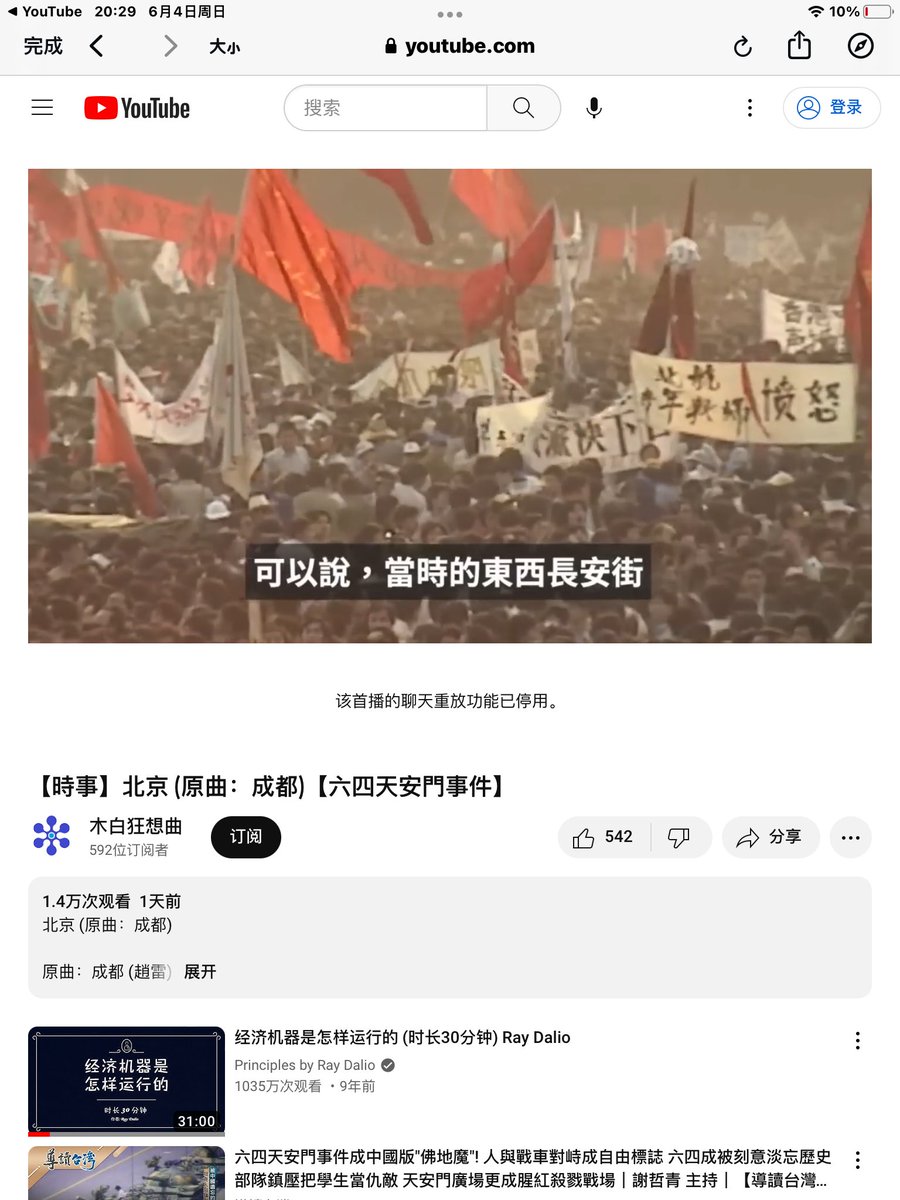 YouTube 20:29 6月4日周日
10%
完成
大小
youtube.com
YouTube
搜索
登录
愤怒
可以說，當時的東西長安街
该首播的聊天重放功能已停用。
【時事】北京 (原曲：成都)【六四天安門事件】
木白狂想曲
592位订阅者
订阅
542
分享
1.4万次观看 1天前
北京 (原曲：成都)
原曲：成都 (趙雷) 展开
经济机器是
怎样运行的
时长 30 分钟
31:00
经济机器是怎样运行的 (时长30分钟) Ray Dalio
Principles by Ray Dalio
1035万次观看 • 9年前
導讀台灣
六四天安門事件成中國版"佛地魔"! 人與戰車對峙成自由標誌 六四成被刻意淡忘歷史
部隊鎮壓把學生當仇敵 天安門廣場更成腥紅殺戮戰場｜謝哲青 主持｜【導讀台灣...